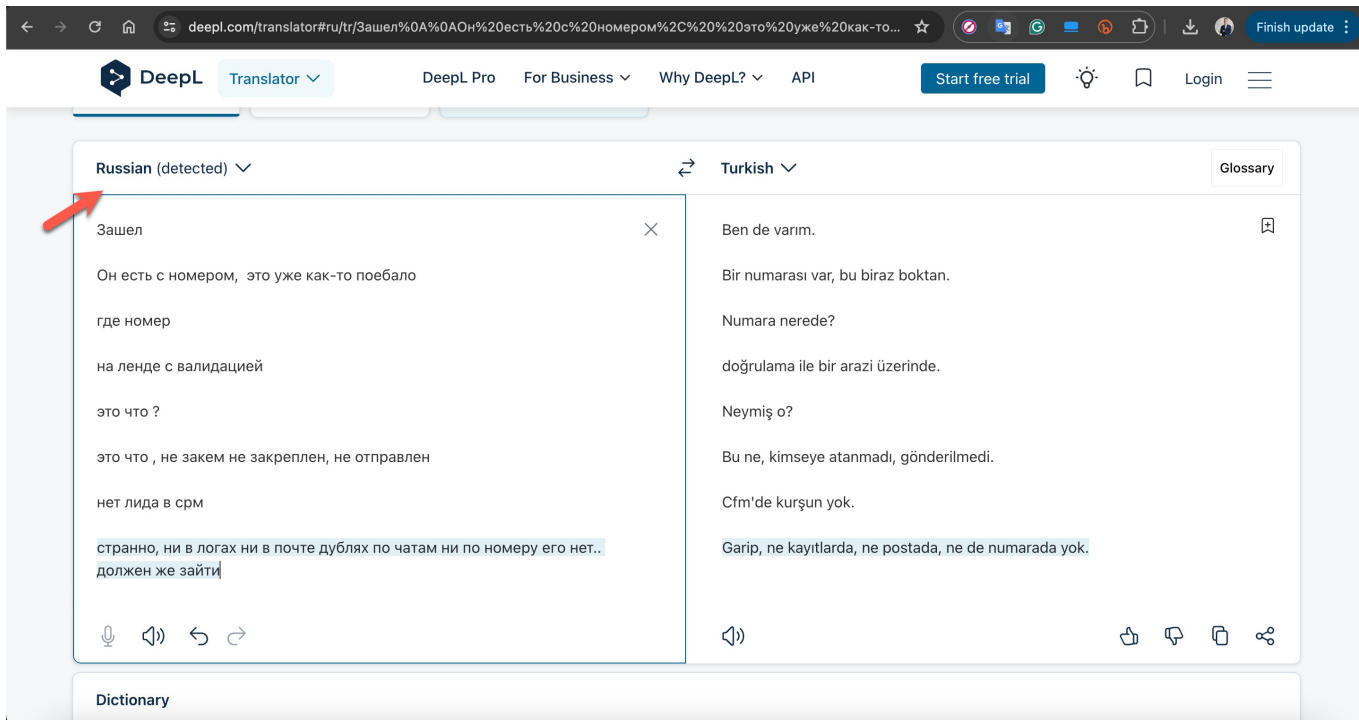 deepl.com/translator#ru/tr/Зашел%0A%0AОн%20есть%20с%20номером%2C%20%20это%20уже%20как-то...
Finish update
DeepL
Translator
DeepL Pro
For Business
Why DeepL?
API
Start free trial
Login
Russian (detected)
Turkish
Glossary
Зашел
Он есть с номером,  это уже как-то поебало
где номер
на ленде с валидацией
это что ?
это что , не закем не закреплен, не отправлен
нет лида в срм
странно, ни в логах ни в почте дублях по чатам ни по номеру его нет..
должен же зайти
Ben de varım.
Bir numarası var, bu biraz boktan.
Numara nerede?
doğrulama ile bir arazi üzerinde.
Neymiş o?
Bu ne, kimseye atanmadı, gönderilmedi.
Cfm'de kurşun yok.
Garip, ne kayıtlarda, ne postada, ne de numarada yok.
Dictionary